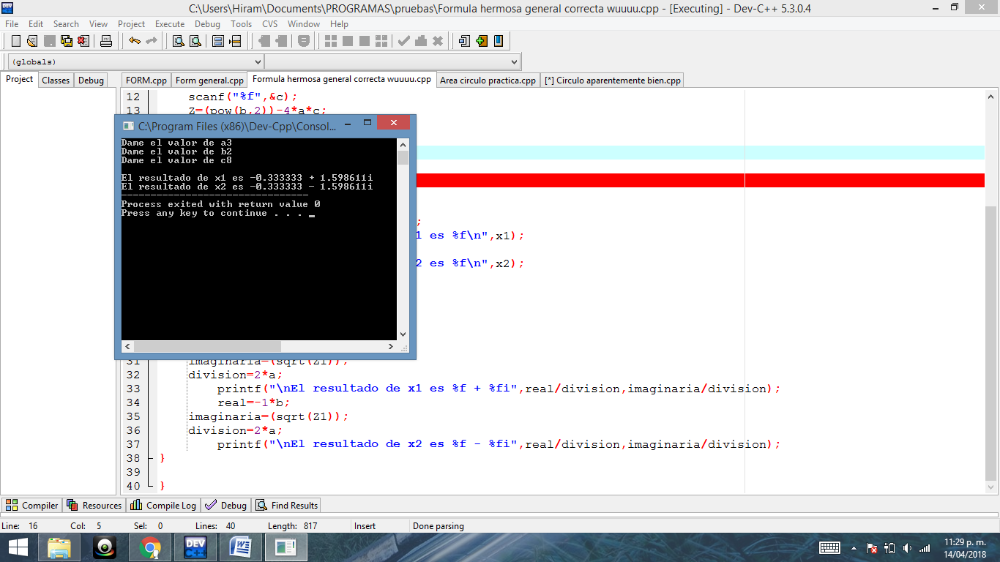 C:\Users\Hiram\Documents\PROGRAMAS\pruebas\Formula hermosa general correcta wuuuu.cpp - [Executing] - Dev-C++ 5.3.0.4
File Edit Search View Project Execute Debug Tools CVS Window Help
(globals)
Project Classes Debug FORM.cpp Form general.cpp Formula hermosa general correcta wuuuu.cpp Area circulo practica.cpp [*] Circulo aparentemente bien.cpp
12 scanf("%f",&c);
13 Z=(pow(b,2))-4*a*c;
C:\Program Files (x86)\Dev-Cpp\Consol...
Dame el valor de a3
Dame el valor de b2
Dame el valor de c8
El resultado de x1 es -0.333333 + 1.598611i
El resultado de x2 es -0.333333 - 1.598611i
--------------------------------
Process exited with return value 0
Press any key to continue . . . _
;
1 es %f\n",x1);
2 es %f\n",x2);
31 imaginaria=(sqrt(Z1));
32 division=2*a;
33 printf("\nEl resultado de x1 es %f + %fi",real/division,imaginaria/division);
34 real=-1*b;
35 imaginaria=(sqrt(Z1));
36 division=2*a;
37 printf("\nEl resultado de x2 es %f - %fi",real/division,imaginaria/division);
38 }
39
40 }
Compiler Resources Compile Log Debug Find Results
Line: 16 Col: 5 Sel: 0 Lines: 40 Length: 817 Insert Done parsing
DEV C++
11:29 p. m.
14/04/2018